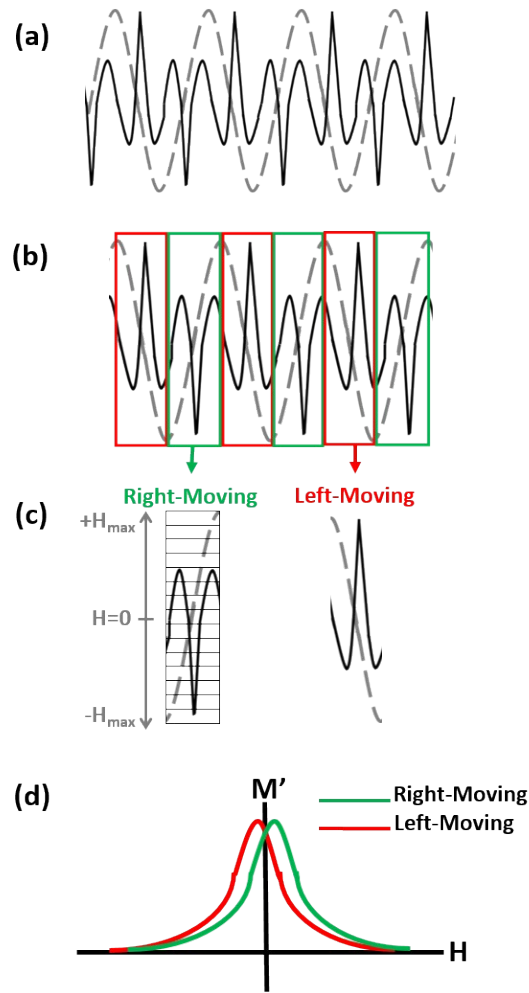 (a)
(b)
Right-Moving Left-Moving
(c)
+Hmax
H=0
-Hmax
(d)
M’
Right-Moving
Left-Moving
H